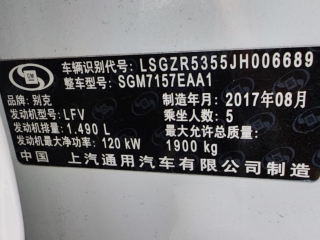 车辆识别代号: LSGZR5355JH006689
整车型号: SGM7157EAA1
品牌: 别克
制造年月: 2017年08月
发动机型号: LFV
乘坐人数: 5
发动机排量: 1.490 L
最大允许总质量:
发动机最大净功率: 120 kW
1900 kg
中国 上汽通用汽车有限公司制造